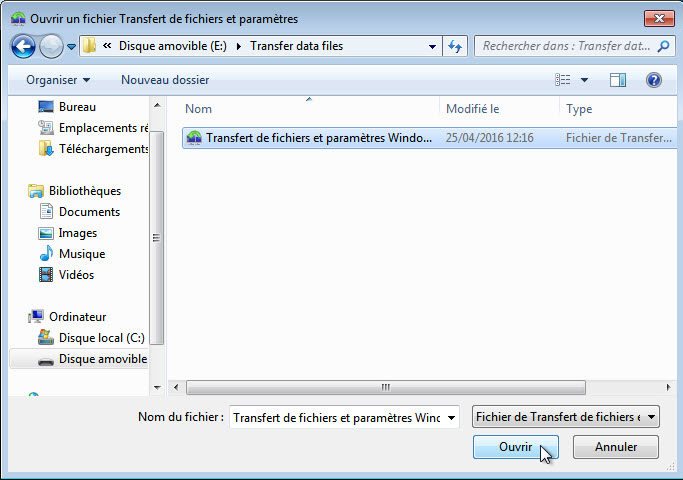 Ouvrir un fichier Transfert de fichiers et paramètres
« Disque amovible (E:) Transfer data files
Rechercher dans : Transfer dat...
Organiser Nouveau dossier
Nom Modifié le Type
Transfert de fichiers et paramètres Windo... 25/04/2016 12:16 Fichier de Transfer...
Bureau
Emplacements ré
Téléchargements
Bibliothèques
Documents
Images
Musique
Vidéos
Ordinateur
Disque local (C:)
Disque amovible
Nom du fichier : Transfert de fichiers et paramètres Winc
Fichier de Transfert de fichiers e
Ouvrir Annuler